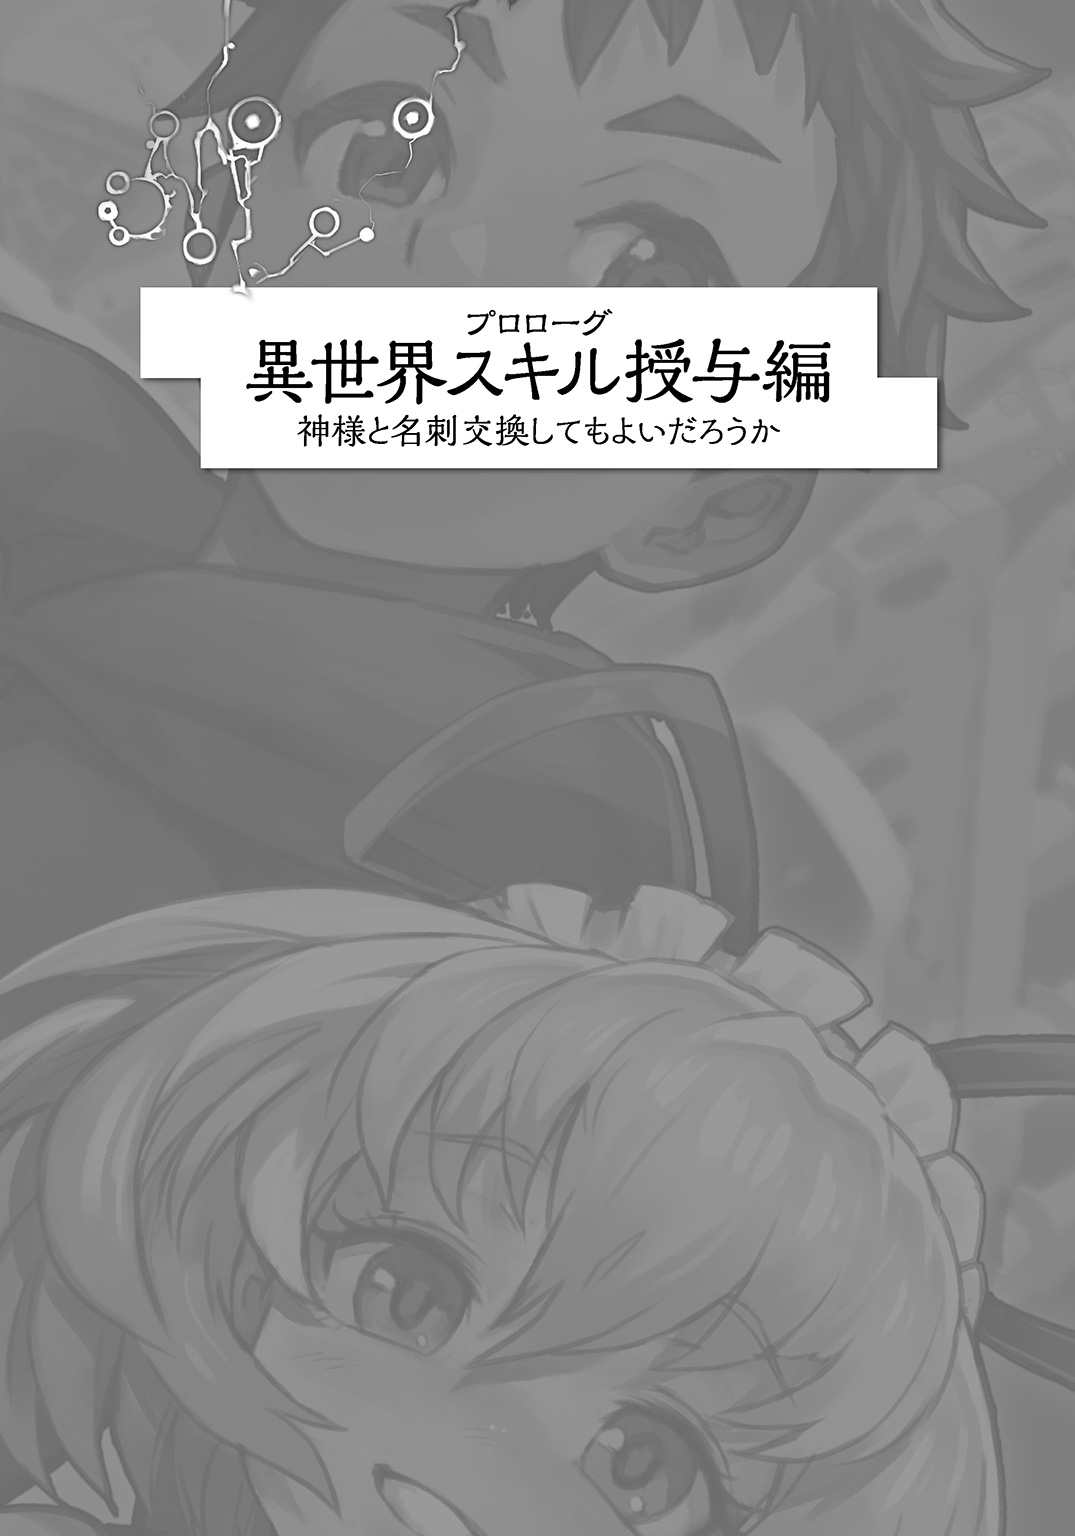 プロローグ
異世界スキル授与編
神様と名刺交換してもよいだろうか